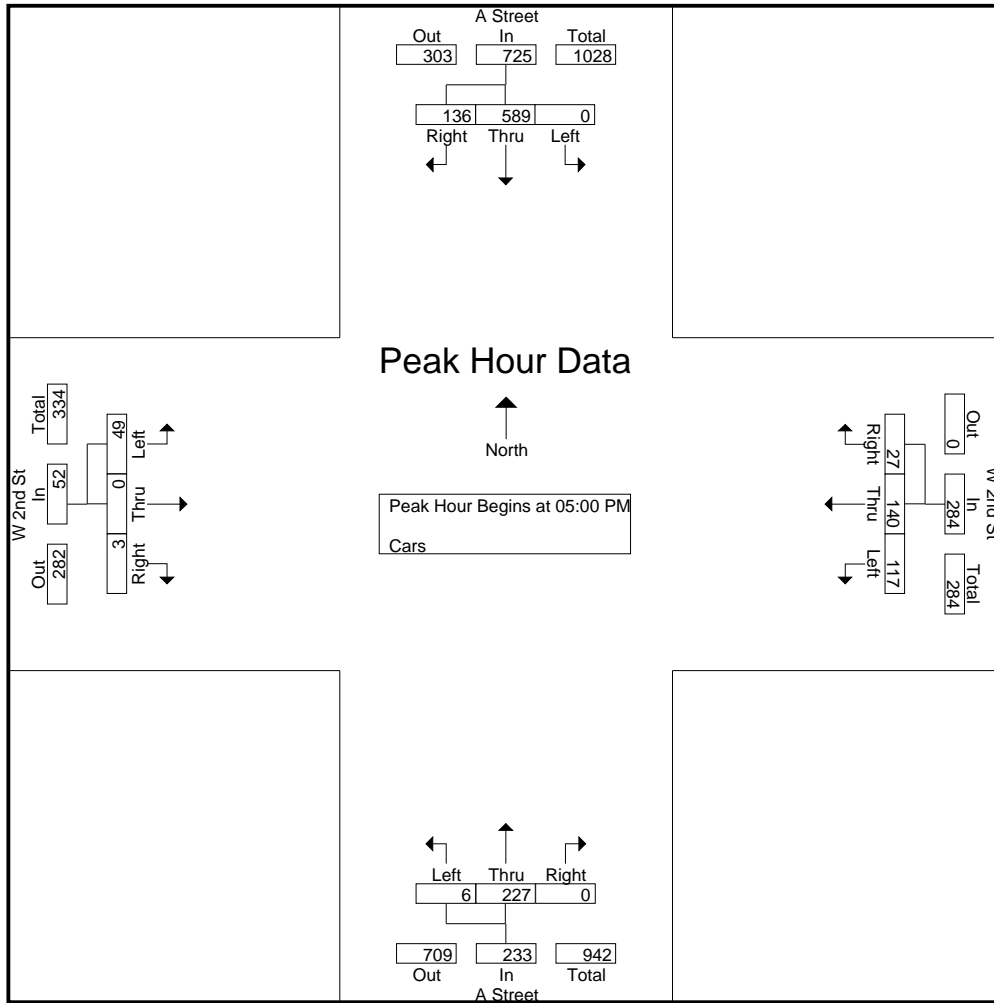 A Street
Out In Total
303 725 1028
136 589 0
Right Thru Left
Peak Hour Data
North
Peak Hour Begins at 05:00 PM
Cars
W 2nd St
Total In Out
334 52 282
49 0 3
Left Thru Right
Right Thru Left
27 140 117
Out In Total
0 284 284
W 2nd St
Left Thru Right
6 227 0
709 233 942
Out In Total
A Street